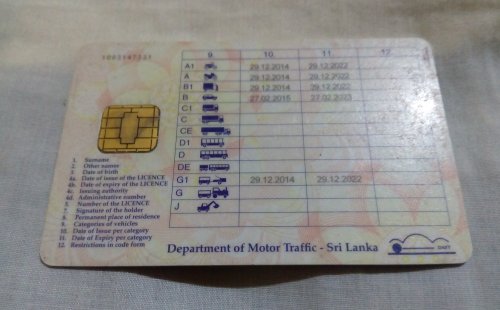 9. 10. 11. 12.
A1 29.12.2014 29.12.2022
A 29.12.2014 29.12.2022
B1 29.12.2014 29.12.2022
B 27.02.2015 27.02.2023
C1
C
CE
D1
D
DE
G1 29.12.2014 29.12.2022
G
J
1. Surname
2. Other names
3. Date of birth
4a. Date of issue of the LICENCE
4b. Date of expiry of the LICENCE
4c. Issuing authority
4d. Administrative number
5. Number of the LICENCE
7. Signature of the holder
8. Permanent place of residence
9. Categories of vehicles
10. Date of Issue per category
11. Date of Expiry per category
12. Restrictions in code form
Department of Motor Traffic - Sri Lanka